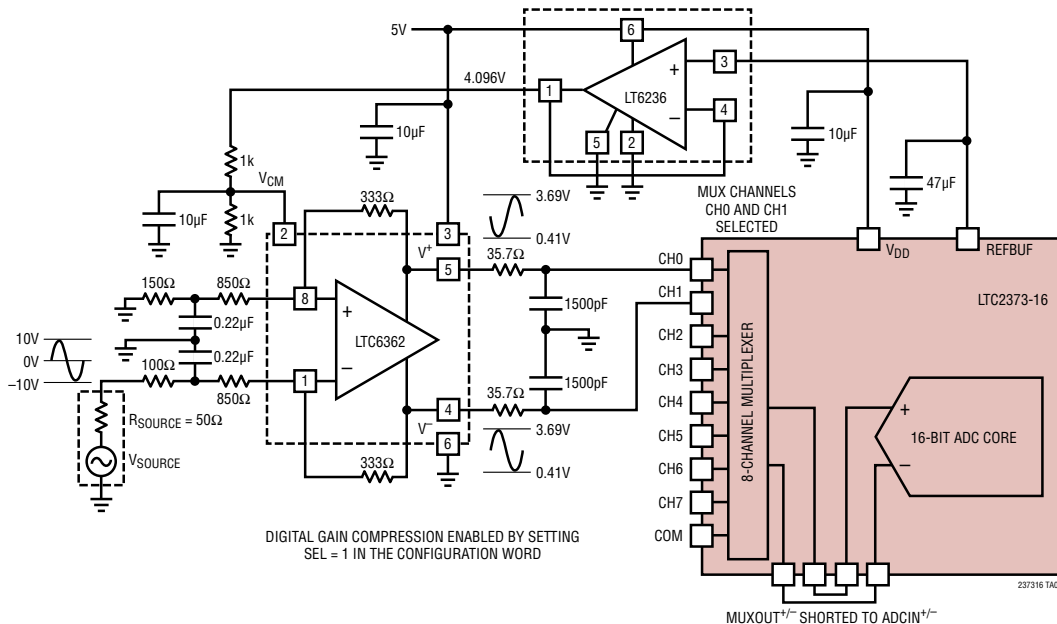 5V
6
3
4.096V
1
+
LT6236
–
4
10µF
5
2
10µF
47µF
1k
VCM
MUX CHANNELS
CH0 AND CH1
SELECTED
10µF
1k
2
333Ω
3
3.69V
0.41V
V+
5
35.7Ω
VDD
REFBUF
CH0
LTC2373-16
150Ω
850Ω
8
+
1500pF
CH1
0.22µF
LTC6362
CH2
10V
0V
–10V
0.22µF
100Ω
850Ω
1
–
1500pF
CH3
35.7Ω
CH4
8-CHANNEL MULTIPLEXER
+
16-BIT ADC CORE
–
RSOURCE = 50Ω
4
V–
6
3.69V
0.41V
CH5
CH6
VSOURCE
333Ω
CH7
COM
DIGITAL GAIN COMPRESSION ENABLED BY SETTING
SEL = 1 IN THE CONFIGURATION WORD
237316 TA0
MUXOUT+/– SHORTED TO ADCIN+/–